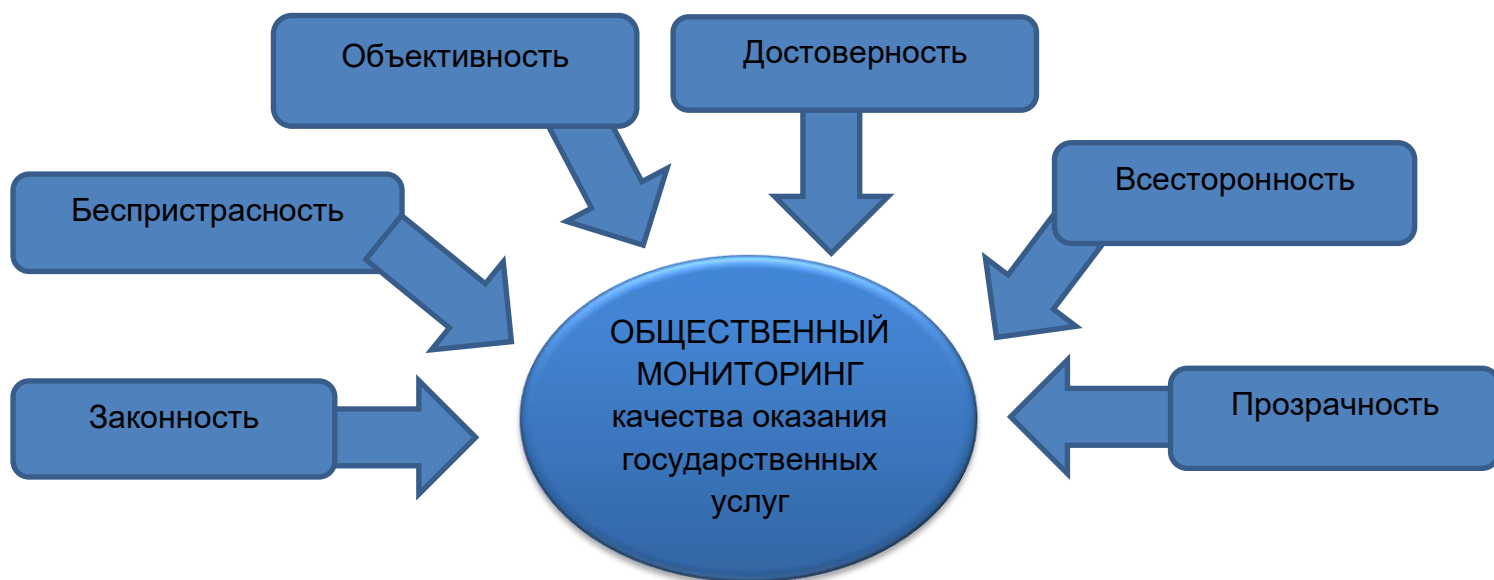 Объективность
Достоверность
Беспристрасность
Всесторонность
Законность
Прозрачность
ОБЩЕСТВЕННЫЙ
МОНИТОРИНГ
качества оказания
государственных
услуг